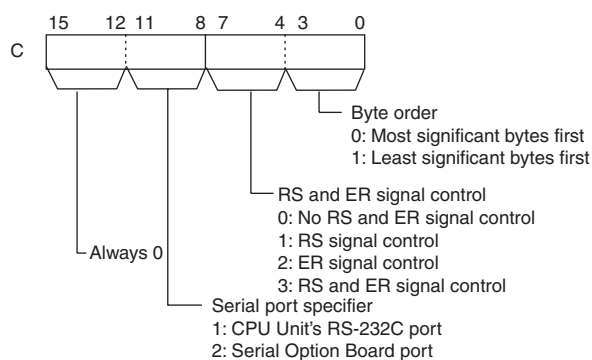 15 12 11 8 7 4 3 0
C
Byte order
0: Most significant bytes first
1: Least significant bytes first
RS and ER signal control
0: No RS and ER signal control
1: RS signal control
2: ER signal control
3: RS and ER signal control
Always 0
Serial port specifier
1: CPU Unit's RS-232C port
2: Serial Option Board port